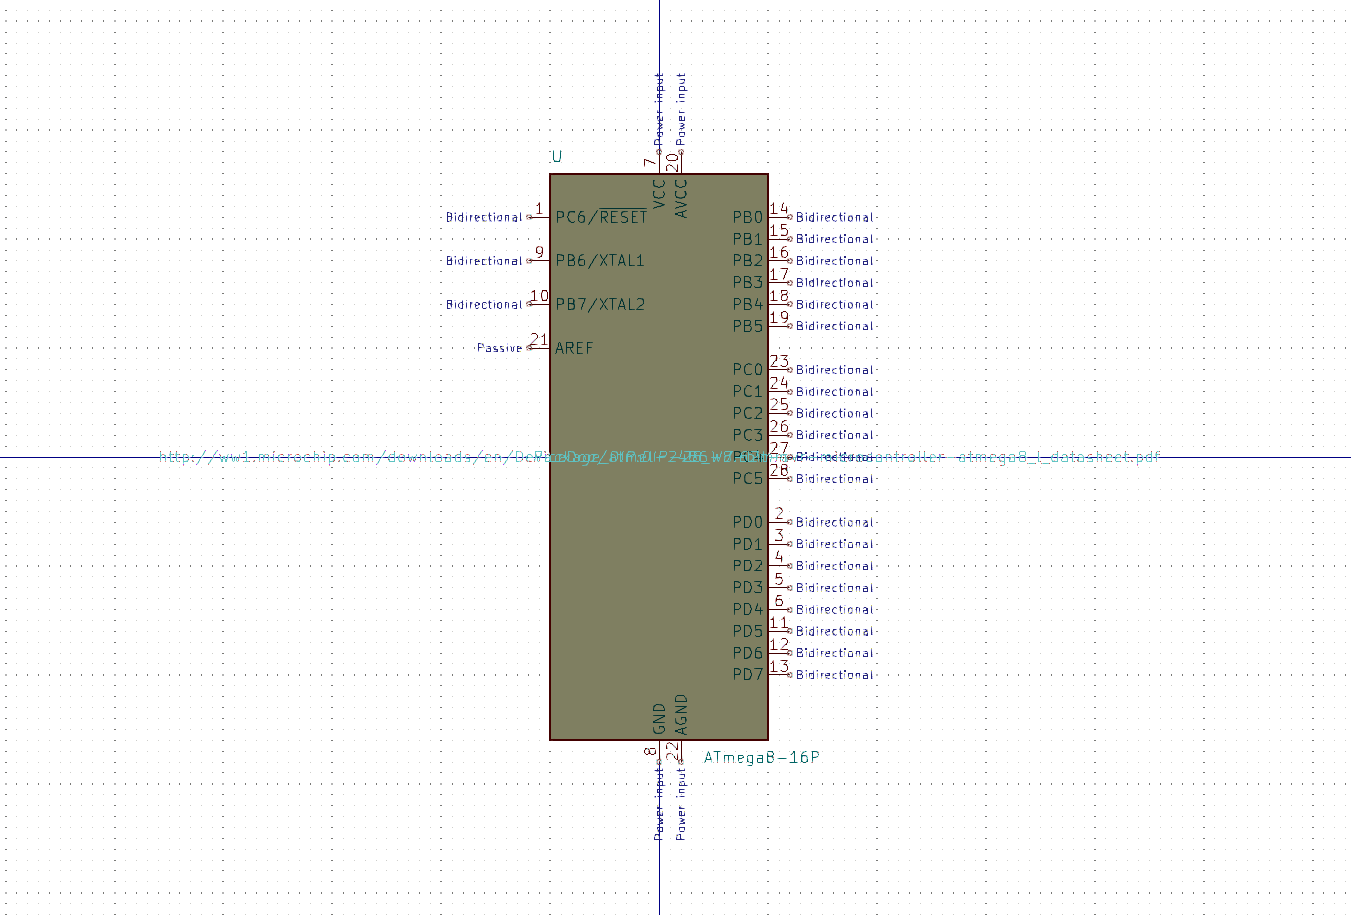 Power input
Power input
U
7
20
VCC
AVCC
Bidirectional 1 PC6/RESET
PB0 14 Bidirectional
PB1 15 Bidirectional
Bidirectional 9 PB6/XTAL1
PB2 16 Bidirectional
PB3 17 Bidirectional
Bidirectional 10 PB7/XTAL2
PB4 18 Bidirectional
PB5 19 Bidirectional
Passive 21 AREF
PC0 23 Bidirectional
PC1 24 Bidirectional
PC2 25 Bidirectional
PC3 26 Bidirectional
http://ww1.microchip.com/downloads/en/ atmega8_l_datasheet.pdf
PC4 27
PC5 28 Bidirectional
PD0 2 Bidirectional
PD1 3 Bidirectional
PD2 4 Bidirectional
PD3 5 Bidirectional
PD4 6 Bidirectional
PD5 11 Bidirectional
PD6 12 Bidirectional
PD7 13 Bidirectional
GND
AGND
8
22
ATmega8-16P
Power input
Power input